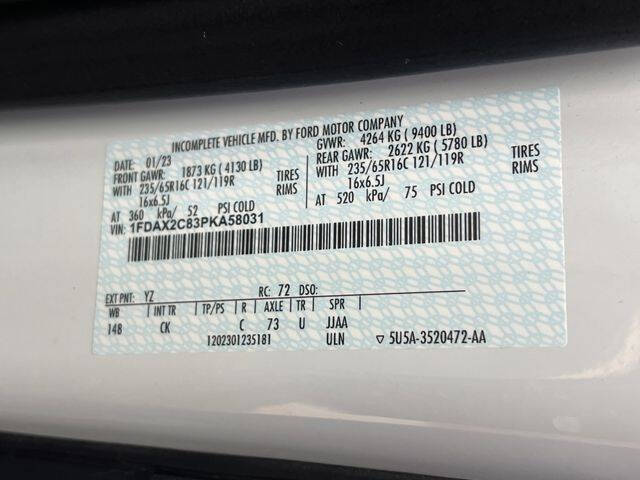 INCOMPLETE VEHICLE MFD. BY FORD MOTOR COMPANY
DATE: 01/23 GVWR: 4264 KG ( 9400 LB)
FRONT GAWR: 1873 KG ( 4130 LB) REAR GAWR: 2622 KG ( 5780 LB)
WITH 235/65R16C 121/119R TIRES WITH 235/65R16C 121/119R TIRES
16x6.5J RIMS 16x6.5J RIMS
AT 360 kPa/ 52 PSI COLD AT 520 kPa/ 75 PSI COLD
VIN: 1FDAX2C83PKA58031
EXT PNT: YZ RC: 72 DSO:
WB INT TR TP/PS R AXLE TR SPR
148 CK C 73 U JJAA
1202301235181 ULN ▽ 5U5A-3520472-AA